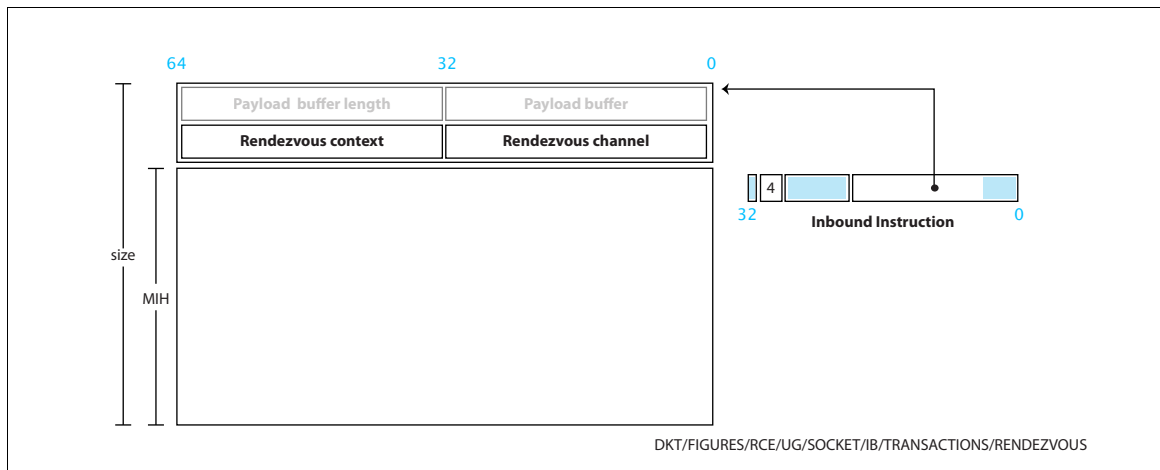 64 32 0
Payload buffer length Payload buffer
Rendezvous context Rendezvous channel
4
32 0
Inbound Instruction
size
MIH
DKT/FIGURES/RCE/UG/SOCKET/IB/TRANSACTIONS/RENDEZVOUS